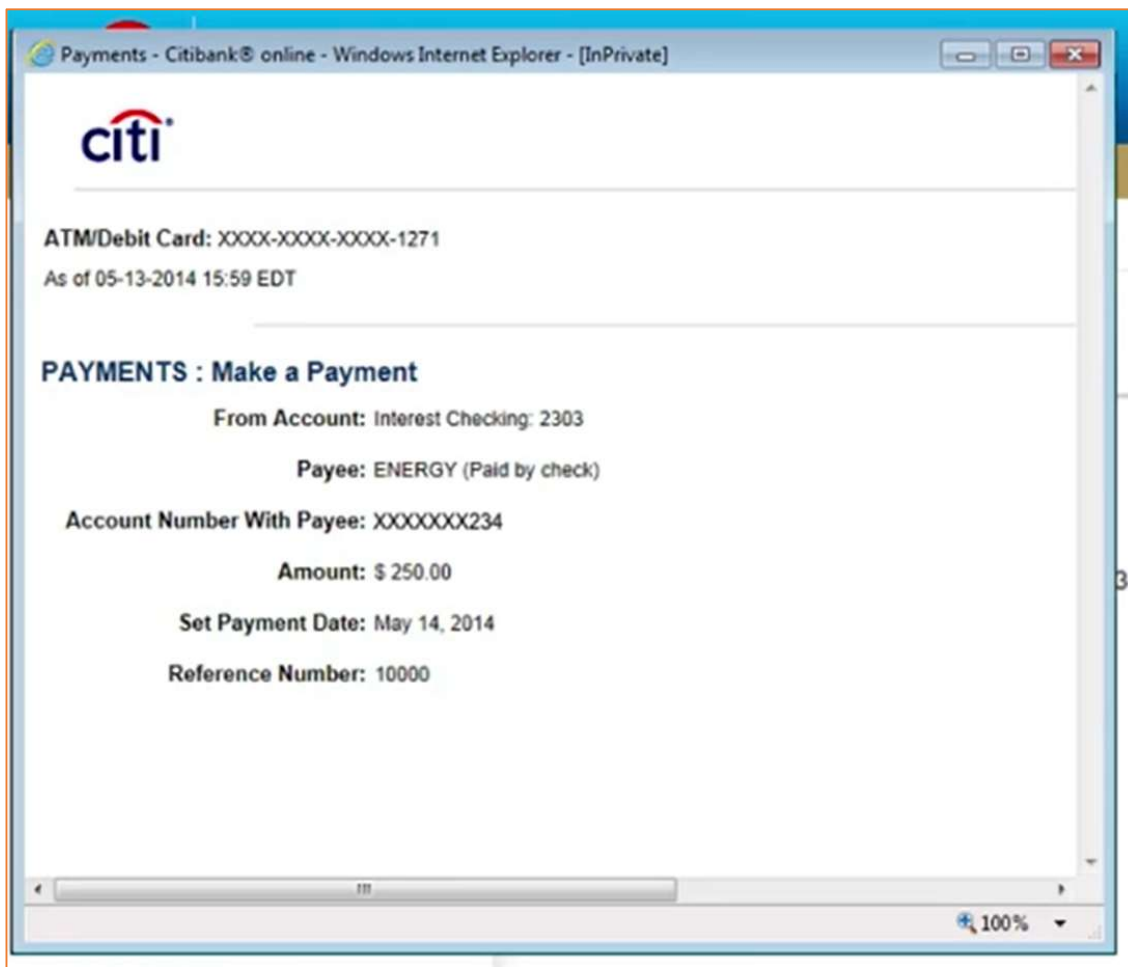 Payments - Citibank® online - Windows Internet Explorer - [InPrivate]
citi®
ATM/Debit Card: XXXX-XXXX-XXXX-1271
As of 05-13-2014 15:59 EDT
PAYMENTS : Make a Payment
From Account: Interest Checking: 2303
Payee: ENERGY (Paid by check)
Account Number With Payee: XXXXXXX234
Amount: $ 250.00
3
Set Payment Date: May 14, 2014
Reference Number: 10000
100%